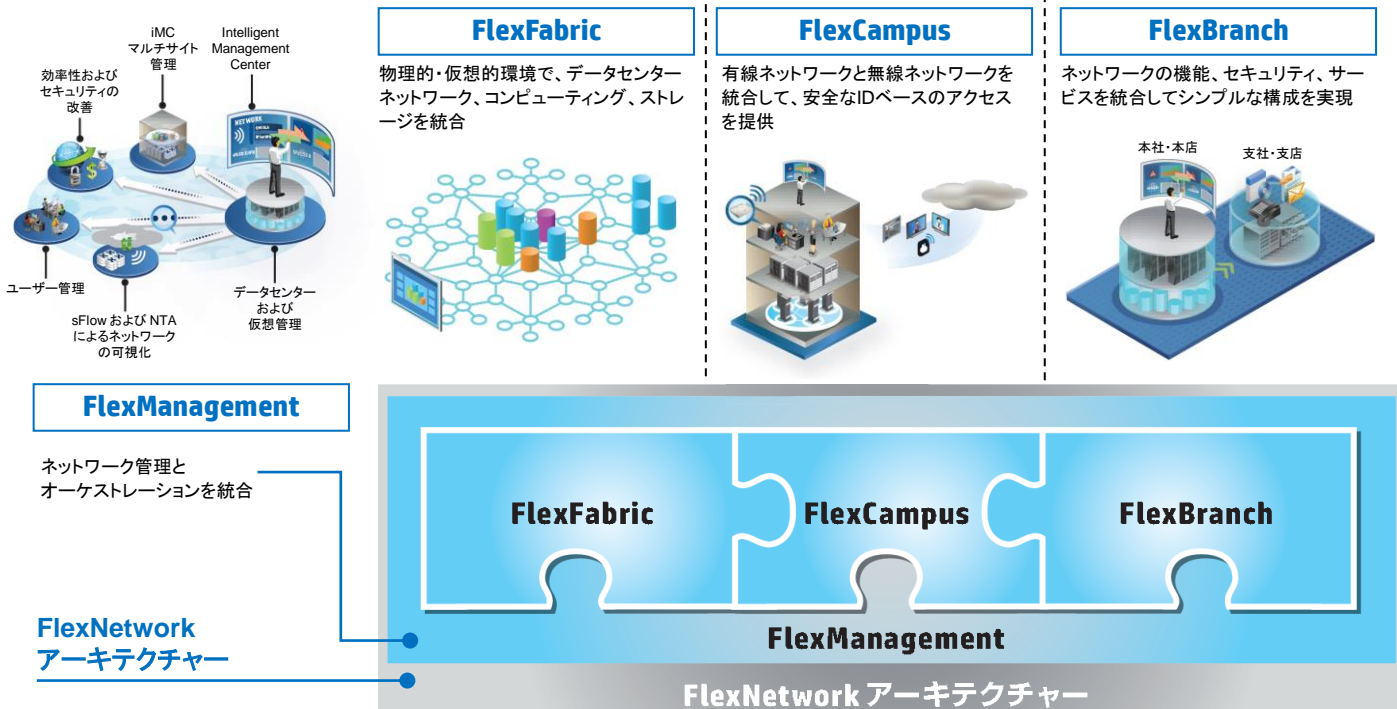 iMC
マルチサイト
管理
Intelligent
Management
Center
効率性および
セキュリティの
改善
NETWORK
ユーザー管理
sFlow および NTA
によるネットワーク
の可視化
データセンター
および
仮想管理
FlexFabric
物理的・仮想的環境で、データセンター
ネットワーク、コンピューティング、ストレ
ージを統合
FlexCampus
有線ネットワークと無線ネットワークを
統合して、安全なIDベースのアクセス
を提供
FlexBranch
ネットワークの機能、セキュリティ、サー
ビスを統合してシンプルな構成を実現
本社・本店
支社・支店
FlexManagement
ネットワーク管理と
オーケストレーションを統合
FlexNetwork
アーキテクチャー
FlexFabric
FlexCampus
FlexBranch
FlexManagement
FlexNetwork アーキテクチャー